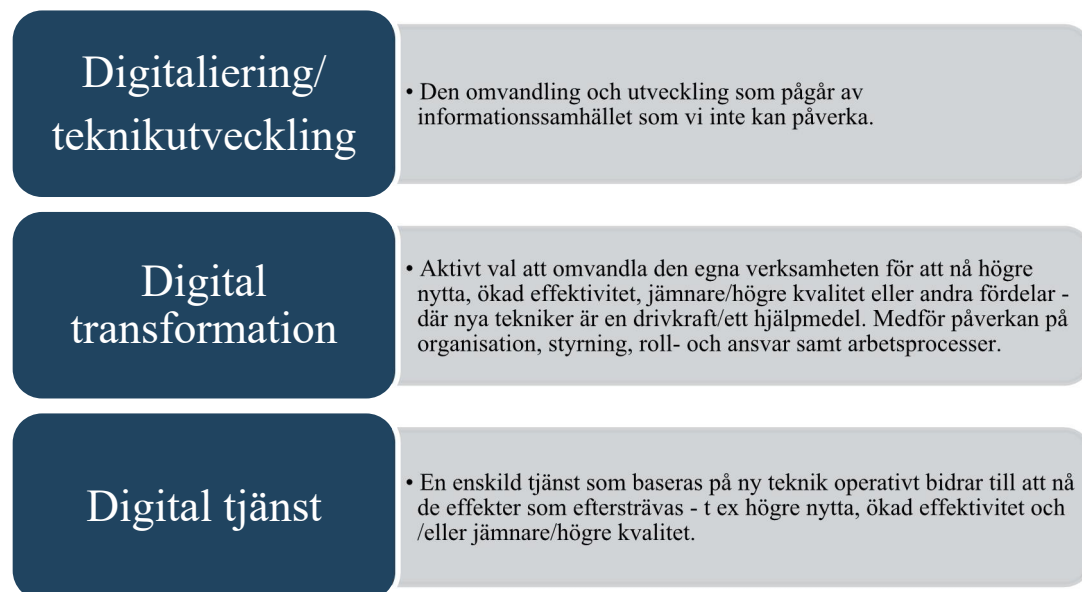 Digitaliering/
teknikutveckling
• Den omvandling och utveckling som pågår av
informationssamhället som vi inte kan påverka.
Digital
transformation
• Aktivt val att omvandla den egna verksamheten för att nå högre
nytta, ökad effektivitet, jämnare/högre kvalitet eller andra fördelar -
där nya tekniker är en drivkraft/ett hjälpmedel. Medför påverkan på
organisation, styrning, roll- och ansvar samt arbetsprocesser.
Digital tjänst
• En enskild tjänst som baseras på ny teknik operativt bidrar till att nå
de effekter som eftersträvas - t ex högre nytta, ökad effektivitet och
/eller jämnare/högre kvalitet.